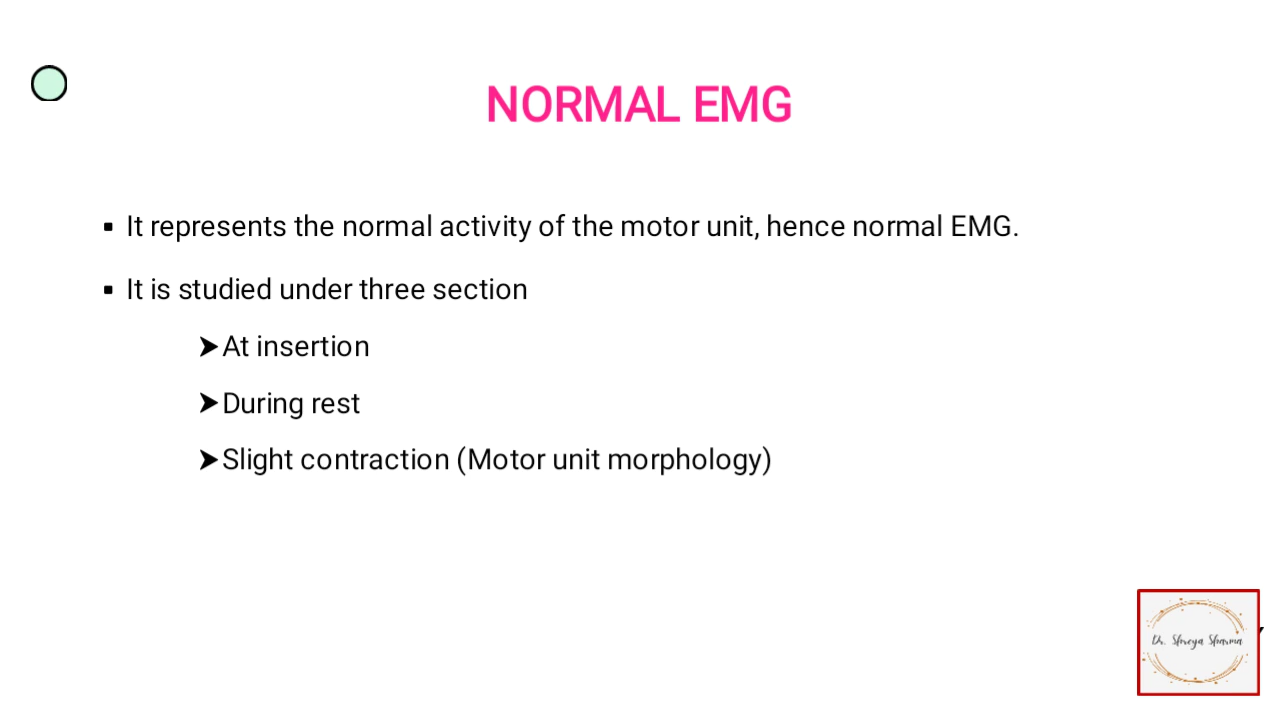 NORMAL EMG
▪ It represents the normal activity of the motor unit, hence normal EMG.
▪ It is studied under three section
➤At insertion
➤During rest
➤Slight contraction (Motor unit morphology)
Dr. Shreya Sharma